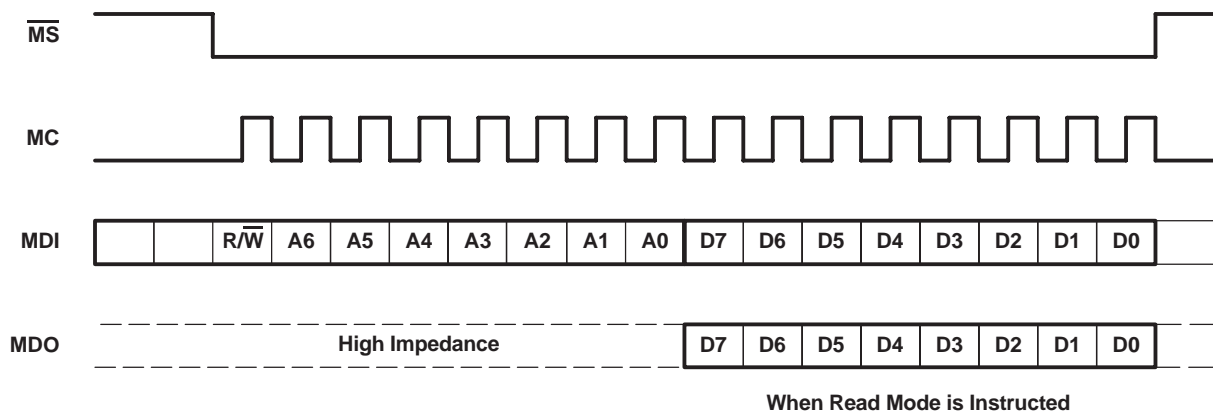 M̅S̅
MC
MDI R/W̅ A6 A5 A4 A3 A2 A1 A0 D7 D6 D5 D4 D3 D2 D1 D0
MDO High Impedance D7 D6 D5 D4 D3 D2 D1 D0
When Read Mode is Instructed